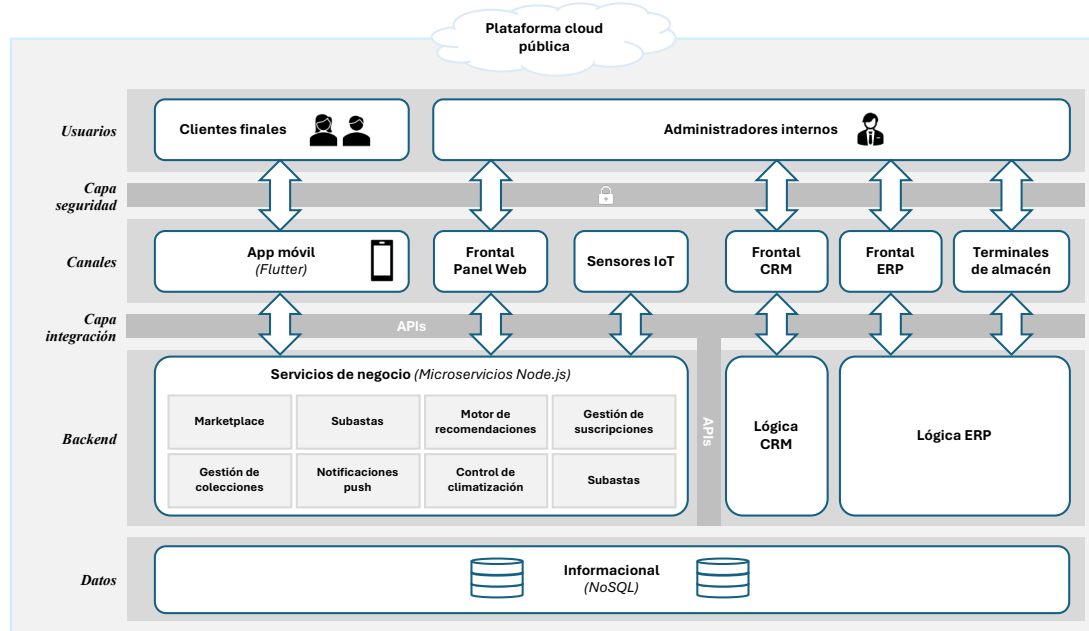 Plataforma cloud
pública
Usuarios
Clientes finales
Administradores internos
Capa
seguridad
Canales
App móvil
(Flutter)
Frontal
Panel Web
Sensores IoT
Frontal
CRM
Frontal
ERP
Terminales
de almacén
Capa
integración
APIs
Backend
Servicios de negocio (Microservicios Node.js)
Marketplace
Subastas
Motor de
recomendaciones
Gestión de
suscripciones
Gestión de
colecciones
Notificaciones
push
Control de
climatización
Subastas
APIs
Lógica
CRM
Lógica ERP
Datos
Informacional
(NoSQL)